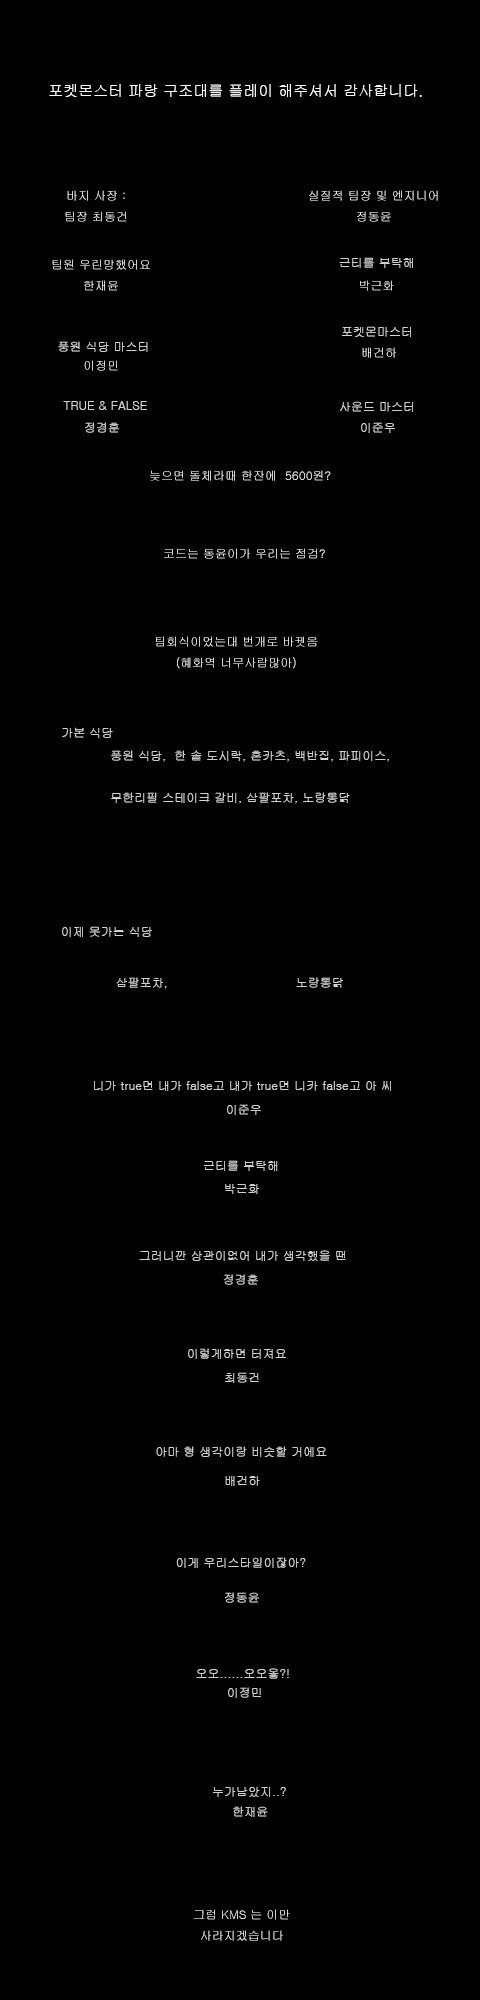 포켓몬스터 파랑 구조대를 플레이 해주셔서 감사합니다.
바지 사장 :
팀장 최동건
실질적 팀장 및 엔지니어
정동윤
팀원 우린망했어요
한재윤
근티를 부탁해
박근화
풍원 식당 마스터
이정민
포켓몬마스터
배건하
TRUE & FALSE
정경훈
사운드 마스터
이준우
늦으면 돌체라떄 한잔에 5600원?
코드는 동윤이가 우리는 점검?
팀회식이었는대 번개로 바꿧음
(혜화역 너무사람많아)
가본 식당
풍원 식당, 한 솥 도시락, 혼카츠, 백반집, 파피이스,
무한리필 스테이크 갈비, 삼팔포차, 노랑통닭
이제 못가는 식당
삼팔포차,
노랑통닭
니가 true면 내가 false고 내가 true면 니카 false고 아 씨
이준우
근티를 부탁해
박근화
그러니깐 상관이없어 내가 생각했을 땐
정경훈
이렇게하면 터져요
최동건
아마 형 생각이랑 비슷할 거에요
배건하
이게 우리스타일이잖아?
정동윤
오오......오오옹?!
이정민
누가남았지..?
한재윤
그럼 KMS 는 이만
사라지겠습니다